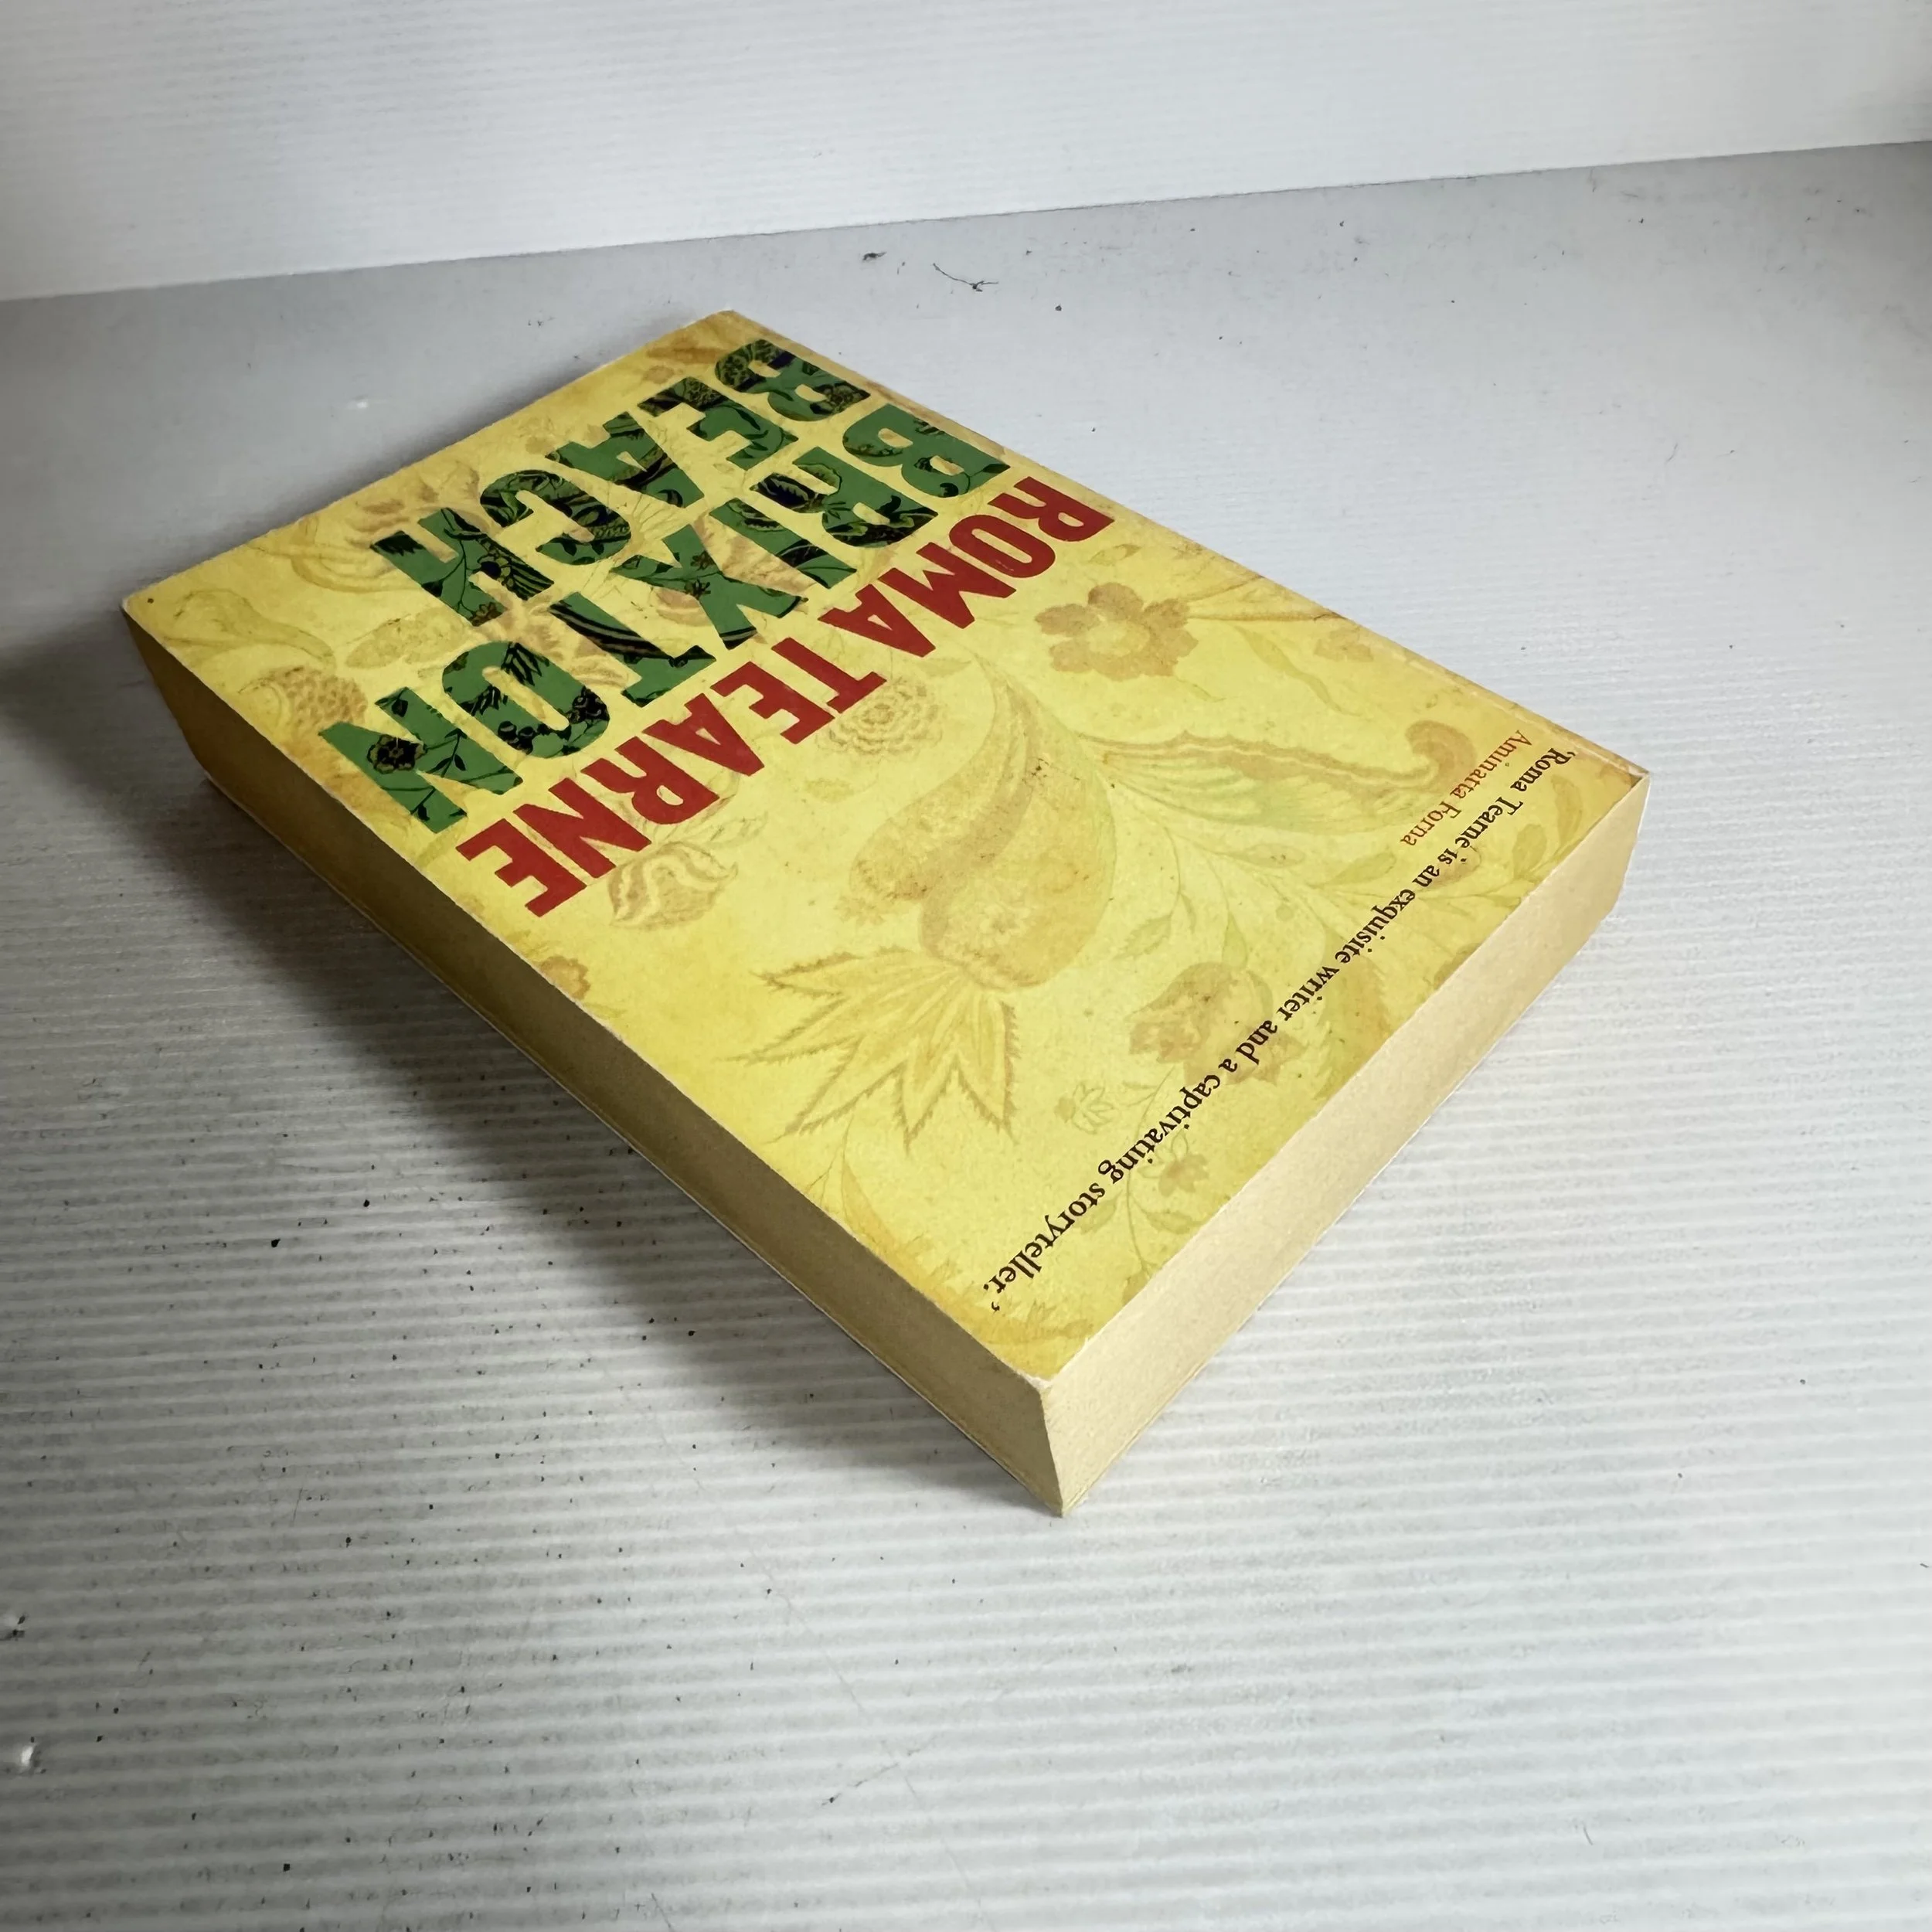 'Roma Tearne is an exquisite writer and a captivating storyteller.'
Aminatta Forna
ROMA TEARNE
BRIXTON
BEACH